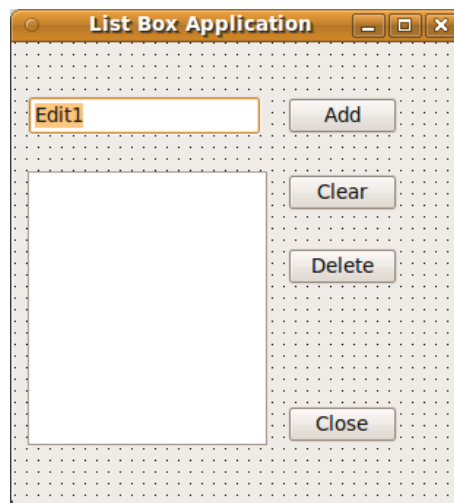 List Box Application
Edit1
Add
Clear
Delete
Close